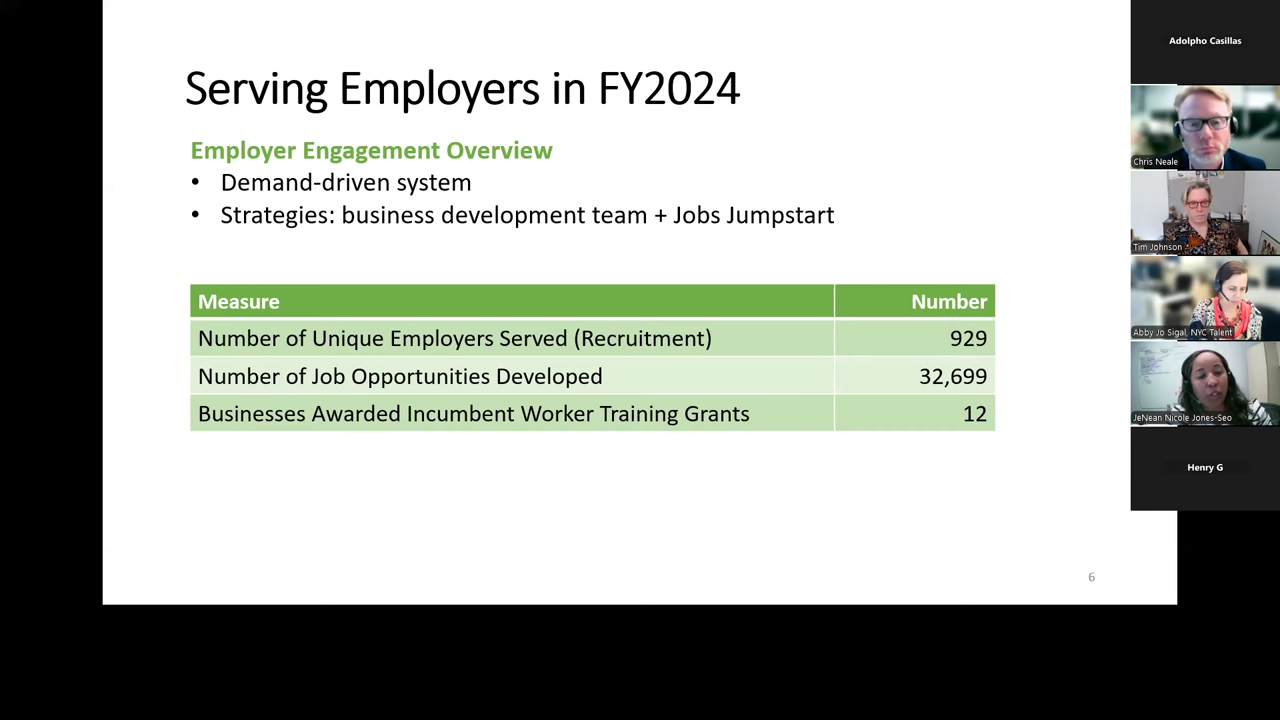 Serving Employers in FY2024
Employer Engagement Overview
• Demand-driven system
• Strategies: business development team + Jobs Jumpstart
Measure Number
Number of Unique Employers Served (Recruitment) 929
Number of Job Opportunities Developed 32,699
Businesses Awarded Incumbent Worker Training Grants 12
6
Adolpho Casillas
Chris Neale
Tim Johnson
Abby Jo Sigal, NYC Talent
JeNean Nicole Jones-Seo
Henry G